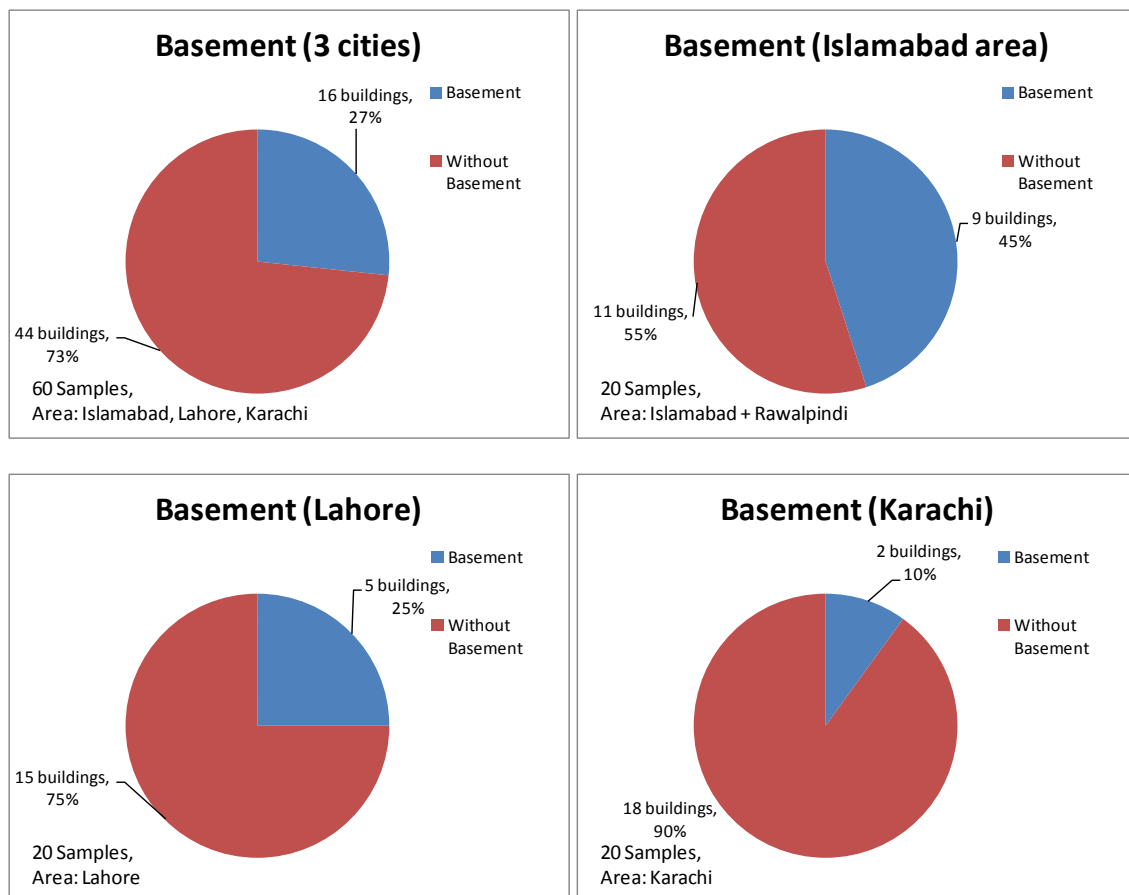 Basement (3 cities)
16 buildings,
27%
Basement
Without
Basement
44 buildings,
73%
60 Samples,
Area: Islamabad, Lahore, Karachi
Basement (Islamabad area)
Basement
Without
Basement
9 buildings,
45%
11 buildings,
55%
20 Samples,
Area: Islamabad + Rawalpindi
Basement (Lahore)
Basement
5 buildings,
25%
Without
Basement
15 buildings,
75%
20 Samples,
Area: Lahore
Basement (Karachi)
2 buildings,
10%
Basement
Without
Basement
18 buildings,
90%
20 Samples,
Area: Karachi